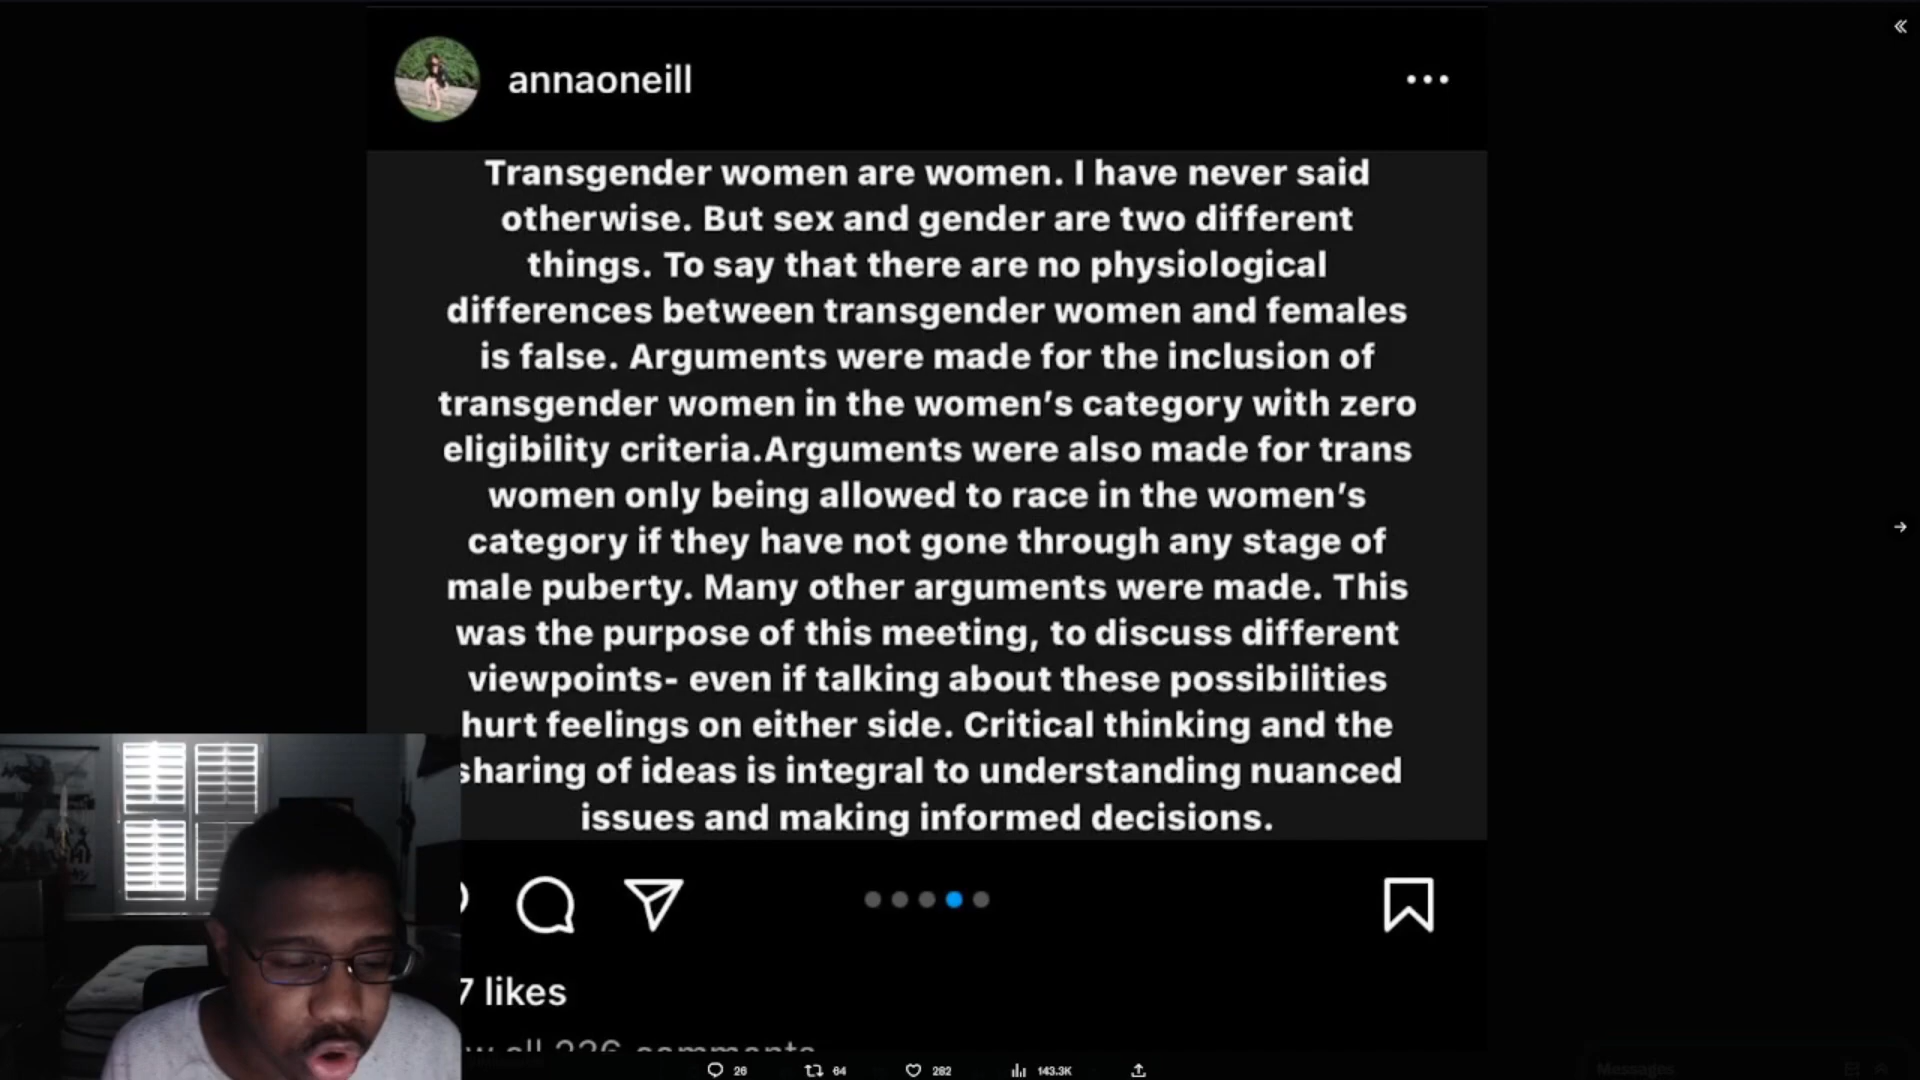 annaoneill
Transgender women are women. I have never said
otherwise. But sex and gender are two different
things. To say that there are no physiological
differences between transgender women and females
is false. Arguments were made for the inclusion of
transgender women in the women's category with zero
eligibility criteria.Arguments were also made for trans
women only being allowed to race in the women's
category if they have not gone through any stage of
male puberty. Many other arguments were made. This
was the purpose of this meeting, to discuss different
viewpoints- even if talking about these possibilities
hurt feelings on either side. Critical thinking and the
sharing of ideas is integral to understanding nuanced
issues and making informed decisions.
7 likes
w all 236 comments
26 64 282 143.3K
Messages